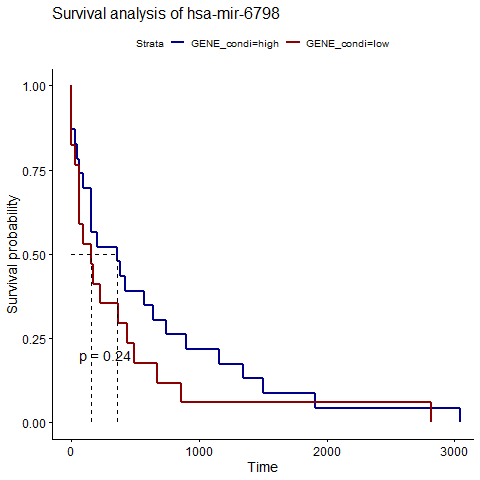 Survival analysis of hsa-mir-6798
Strata GENE_condi=high GENE_condi=low
Survival probability
1.00
0.75
0.50
0.25
0.00
p = 0.24
0 1000 2000 3000
Time